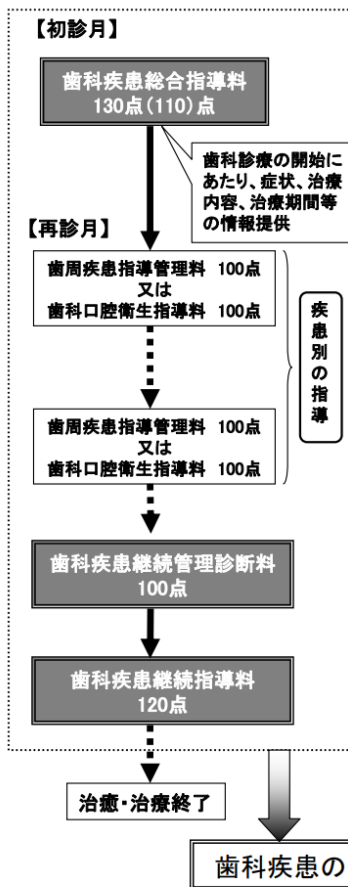 【初診月】
歯科疾患総合指導料
130点(110)点
歯科診療の開始に
あたり、症状、治療
内容、治療期間等
の情報提供
【再診月】
歯周疾患指導管理料 100点
又は
歯科口腔衛生指導料 100点
疾患別の指導
歯周疾患指導管理料 100点
又は
歯科口腔衛生指導料 100点
歯科疾患継続管理診断料
100点
歯科疾患継続指導料
120点
治癒・治療終了
歯科疾患の